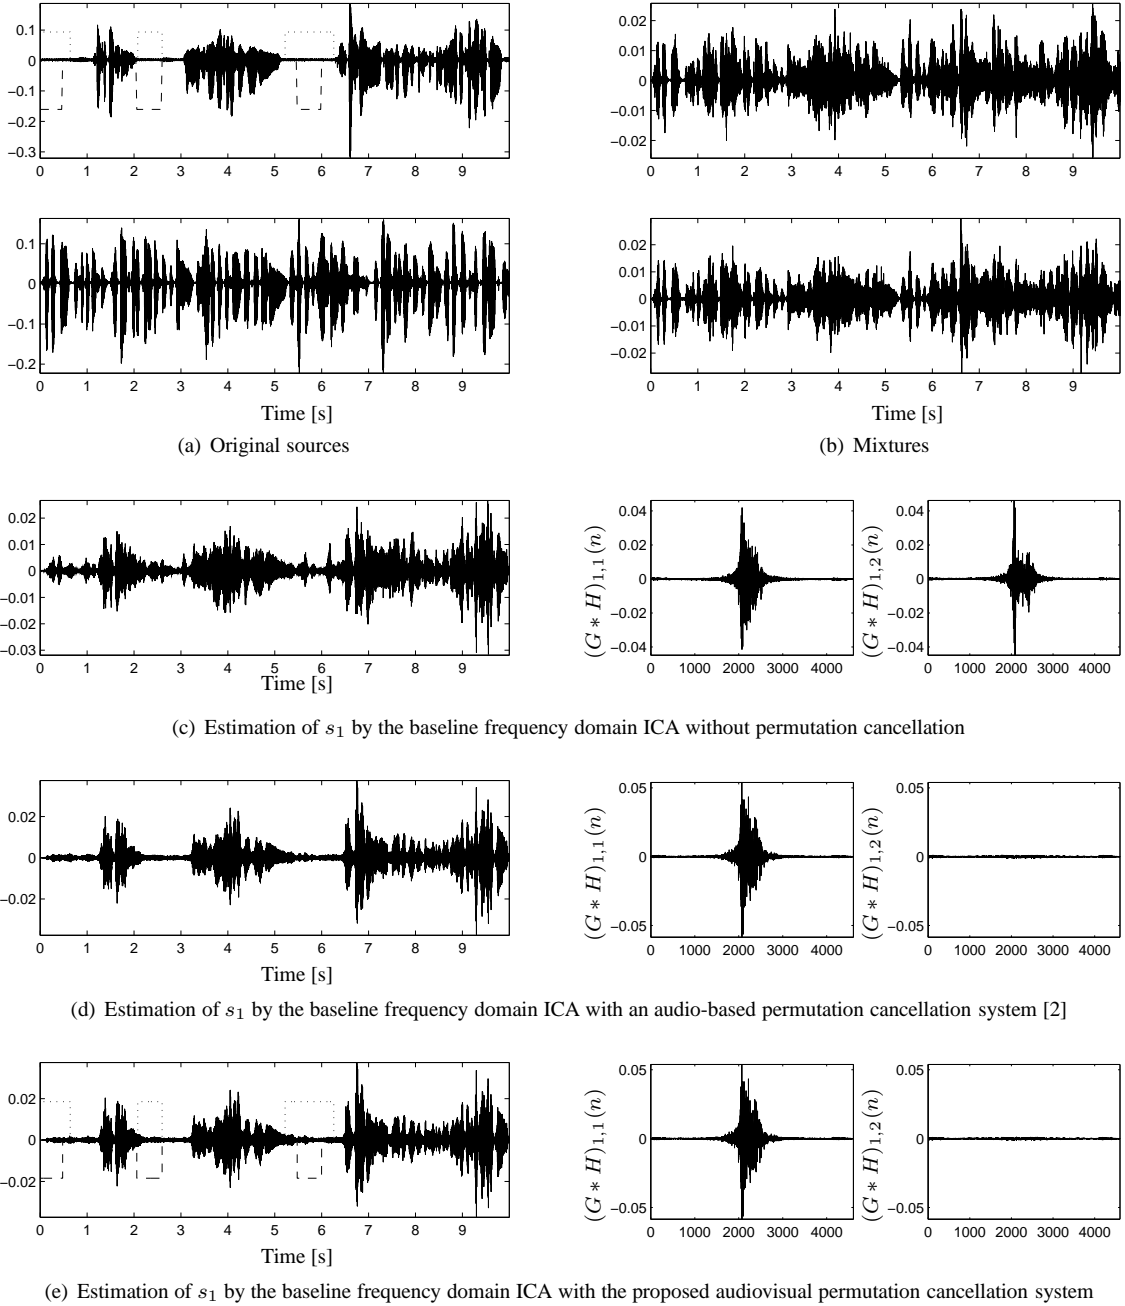 0.1
0
−0.1
−0.2
−0.3
0 1 2 3 4 5 6 7 8 9
0.02
0.01
0
−0.01
−0.02
0 1 2 3 4 5 6 7 8 9
0.1
0
−0.1
−0.2
0 1 2 3 4 5 6 7 8 9
Time [s]
0.02
0.01
0
−0.01
−0.02
0 1 2 3 4 5 6 7 8 9
Time [s]
(a) Original sources
(b) Mixtures
0.02
0.01
0
−0.01
−0.02
−0.03
0 1 2 3 4 5 6 7 8 9
Time [s]
(G ∗ H)1,1(n)
0.04
0.02
0
−0.02
−0.04
0 1000 2000 3000 4000
(G ∗ H)1,2(n)
0.04
0.02
0
−0.02
−0.04
0 1000 2000 3000 4000
(c) Estimation of s1 by the baseline frequency domain ICA without permutation cancellation
0.02
0
−0.02
0 1 2 3 4 5 6 7 8 9
Time [s]
(G ∗ H)1,1(n)
0.05
0
−0.05
0 1000 2000 3000 4000
(G ∗ H)1,2(n)
0.05
0
−0.05
0 1000 2000 3000 4000
(d) Estimation of s1 by the baseline frequency domain ICA with an audio-based permutation cancellation system [2]
0.02
0
−0.02
0 1 2 3 4 5 6 7 8 9
Time [s]
(G ∗ H)1,1(n)
0.05
0
−0.05
0 1000 2000 3000 4000
(G ∗ H)1,2(n)
0.05
0
−0.05
0 1000 2000 3000 4000
(e) Estimation of s1 by the baseline frequency domain ICA with the proposed audiovisual permutation cancellation system